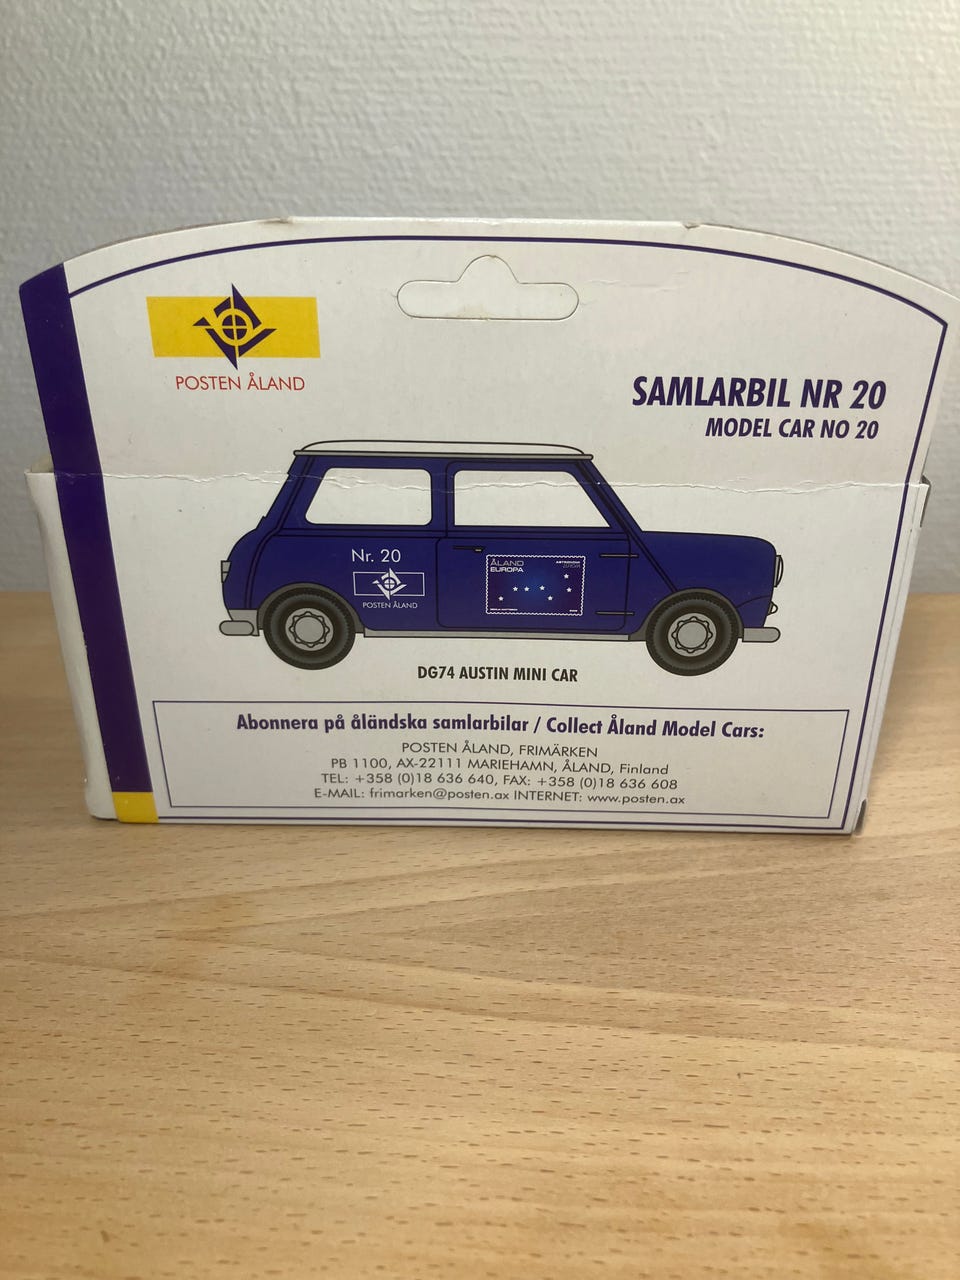 POSTEN ÅLAND
SAMLARBIL NR 20
MODEL CAR NO 20
Nr. 20
POSTEN ÅLAND
ÅLAND
EUROPA
DG74 AUSTIN MINI CAR
Abonnera på åländska samlarbilar / Collect Åland Model Cars:
POSTEN ÅLAND, FRIMÄRKEN
PB 1100, AX-22111 MARIEHAMN, ÅLAND, Finland
TEL: +358 (0)18 636 640, FAX: +358 (0)18 636 608
E-MAIL: frimarken@posten.ax INTERNET: www.posten.ax